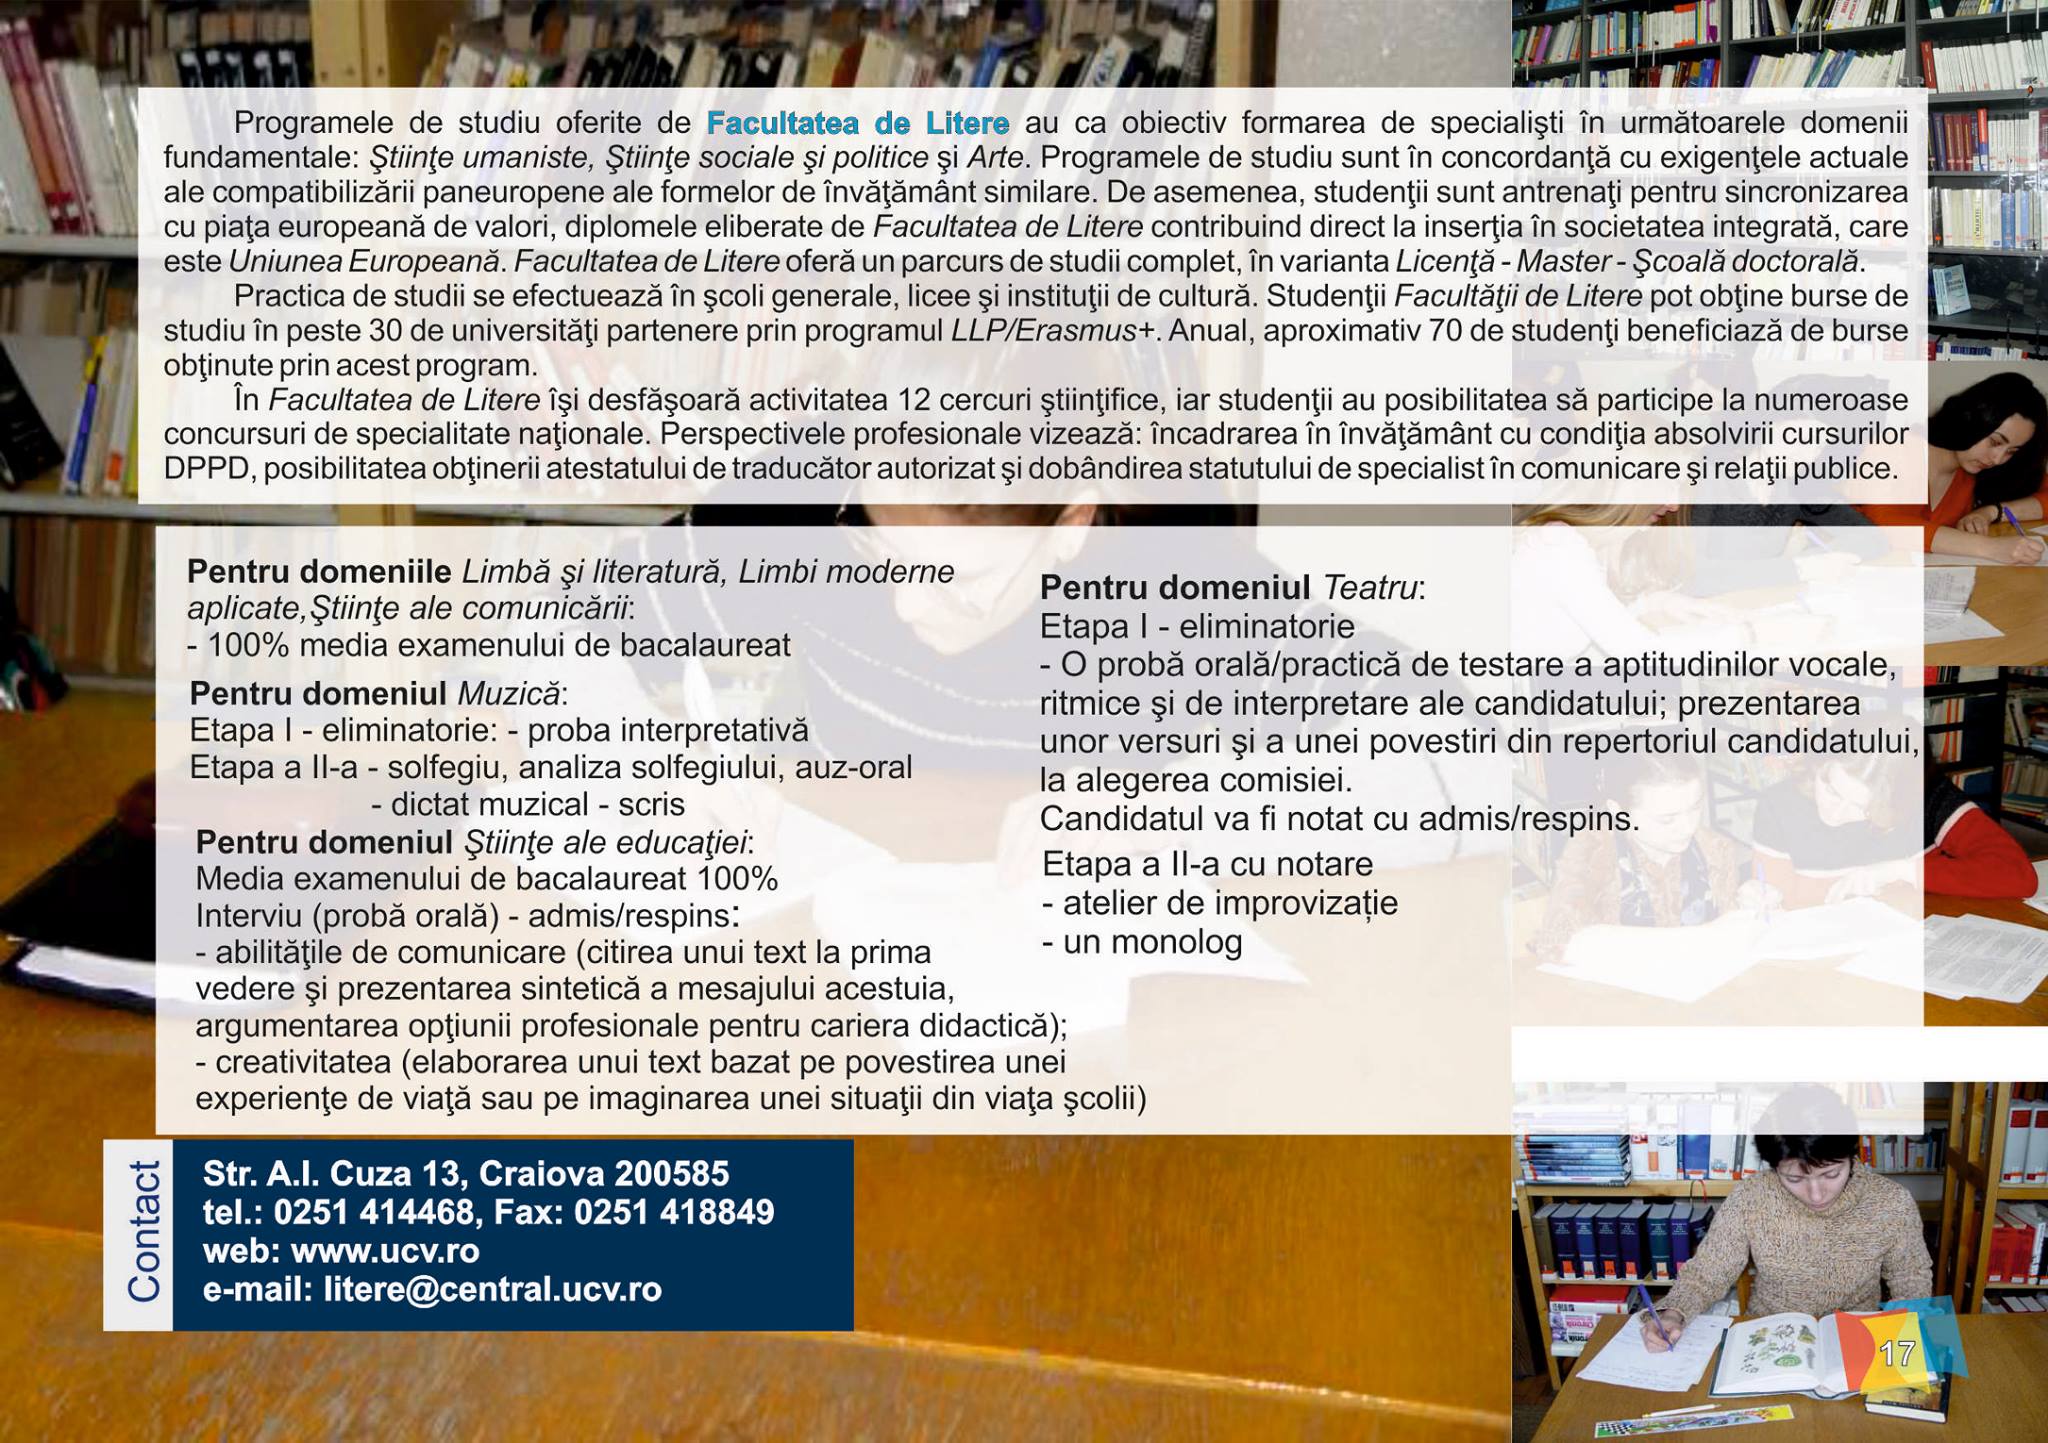 Programele de studiu oferite de Facultatea de Litere au ca obiectiv formarea de specialişti în următoarele domenii
fundamentale: Ştiinţe umaniste, Ştiinţe sociale şi politice şi Arte. Programele de studiu sunt în concordanţă cu exigenţele actuale
ale compatibilizării paneuropene ale formelor de învăţământ similare. De asemenea, studenţii sunt antrenaţi pentru sincronizarea
cu piaţa europeană de valori, diplomele eliberate de Facultatea de Litere contribuind direct la inserţia în societatea integrată, care
este Uniunea Europeană. Facultatea de Litere oferă un parcurs de studii complet, în varianta Licenţă - Master - Şcoală doctorală.
Practica de studii se efectuează în şcoli generale, licee şi instituţii de cultură. Studenţii Facultăţii de Litere pot obţine burse de
studiu în peste 30 de universităţi partenere prin programul LLP/Erasmus+. Anual, aproximativ 70 de studenţi beneficiază de burse
obţinute prin acest program.
În Facultatea de Litere îşi desfăşoară activitatea 12 cercuri ştiinţifice, iar studenţii au posibilitatea să participe la numeroase
concursuri de specialitate naţionale. Perspectivele profesionale vizează: încadrarea în învăţământ cu condiţia absolvirii cursurilor
DPPD, posibilitatea obţinerii atestatului de traducător autorizat şi dobândirea statutului de specialist în comunicare şi relaţii publice.
Pentru domeniile Limbă şi literatură, Limbi moderne
aplicate,Ştiinţe ale comunicării:
- 100% media examenului de bacalaureat
Pentru domeniul Muzică:
Etapa I - eliminatorie: - proba interpretativă
Etapa a II-a - solfegiu, analiza solfegiului, auz-oral
- dictat muzical - scris
Pentru domeniul Ştiinţe ale educaţiei:
Media examenului de bacalaureat 100%
Interviu (probă orală) - admis/respins:
- abilităţile de comunicare (citirea unui text la prima
vedere şi prezentarea sintetică a mesajului acestuia,
argumentarea opţiunii profesionale pentru cariera didactică);
- creativitatea (elaborarea unui text bazat pe povestirea unei
experienţe de viaţă sau pe imaginarea unei situaţii din viaţa şcolii)
Pentru domeniul Teatru:
Etapa I - eliminatorie
- O probă orală/practică de testare a aptitudinilor vocale,
ritmice şi de interpretare ale candidatului; prezentarea
unor versuri şi a unei povestiri din repertoriul candidatului,
la alegerea comisiei.
Candidatul va fi notat cu admis/respins.
Etapa a II-a cu notare
- atelier de improvizație
- un monolog
Contact
Str. A.I. Cuza 13, Craiova 200585
tel.: 0251 414468, Fax: 0251 418849
web: www.ucv.ro
e-mail: litere@central.ucv.ro
17